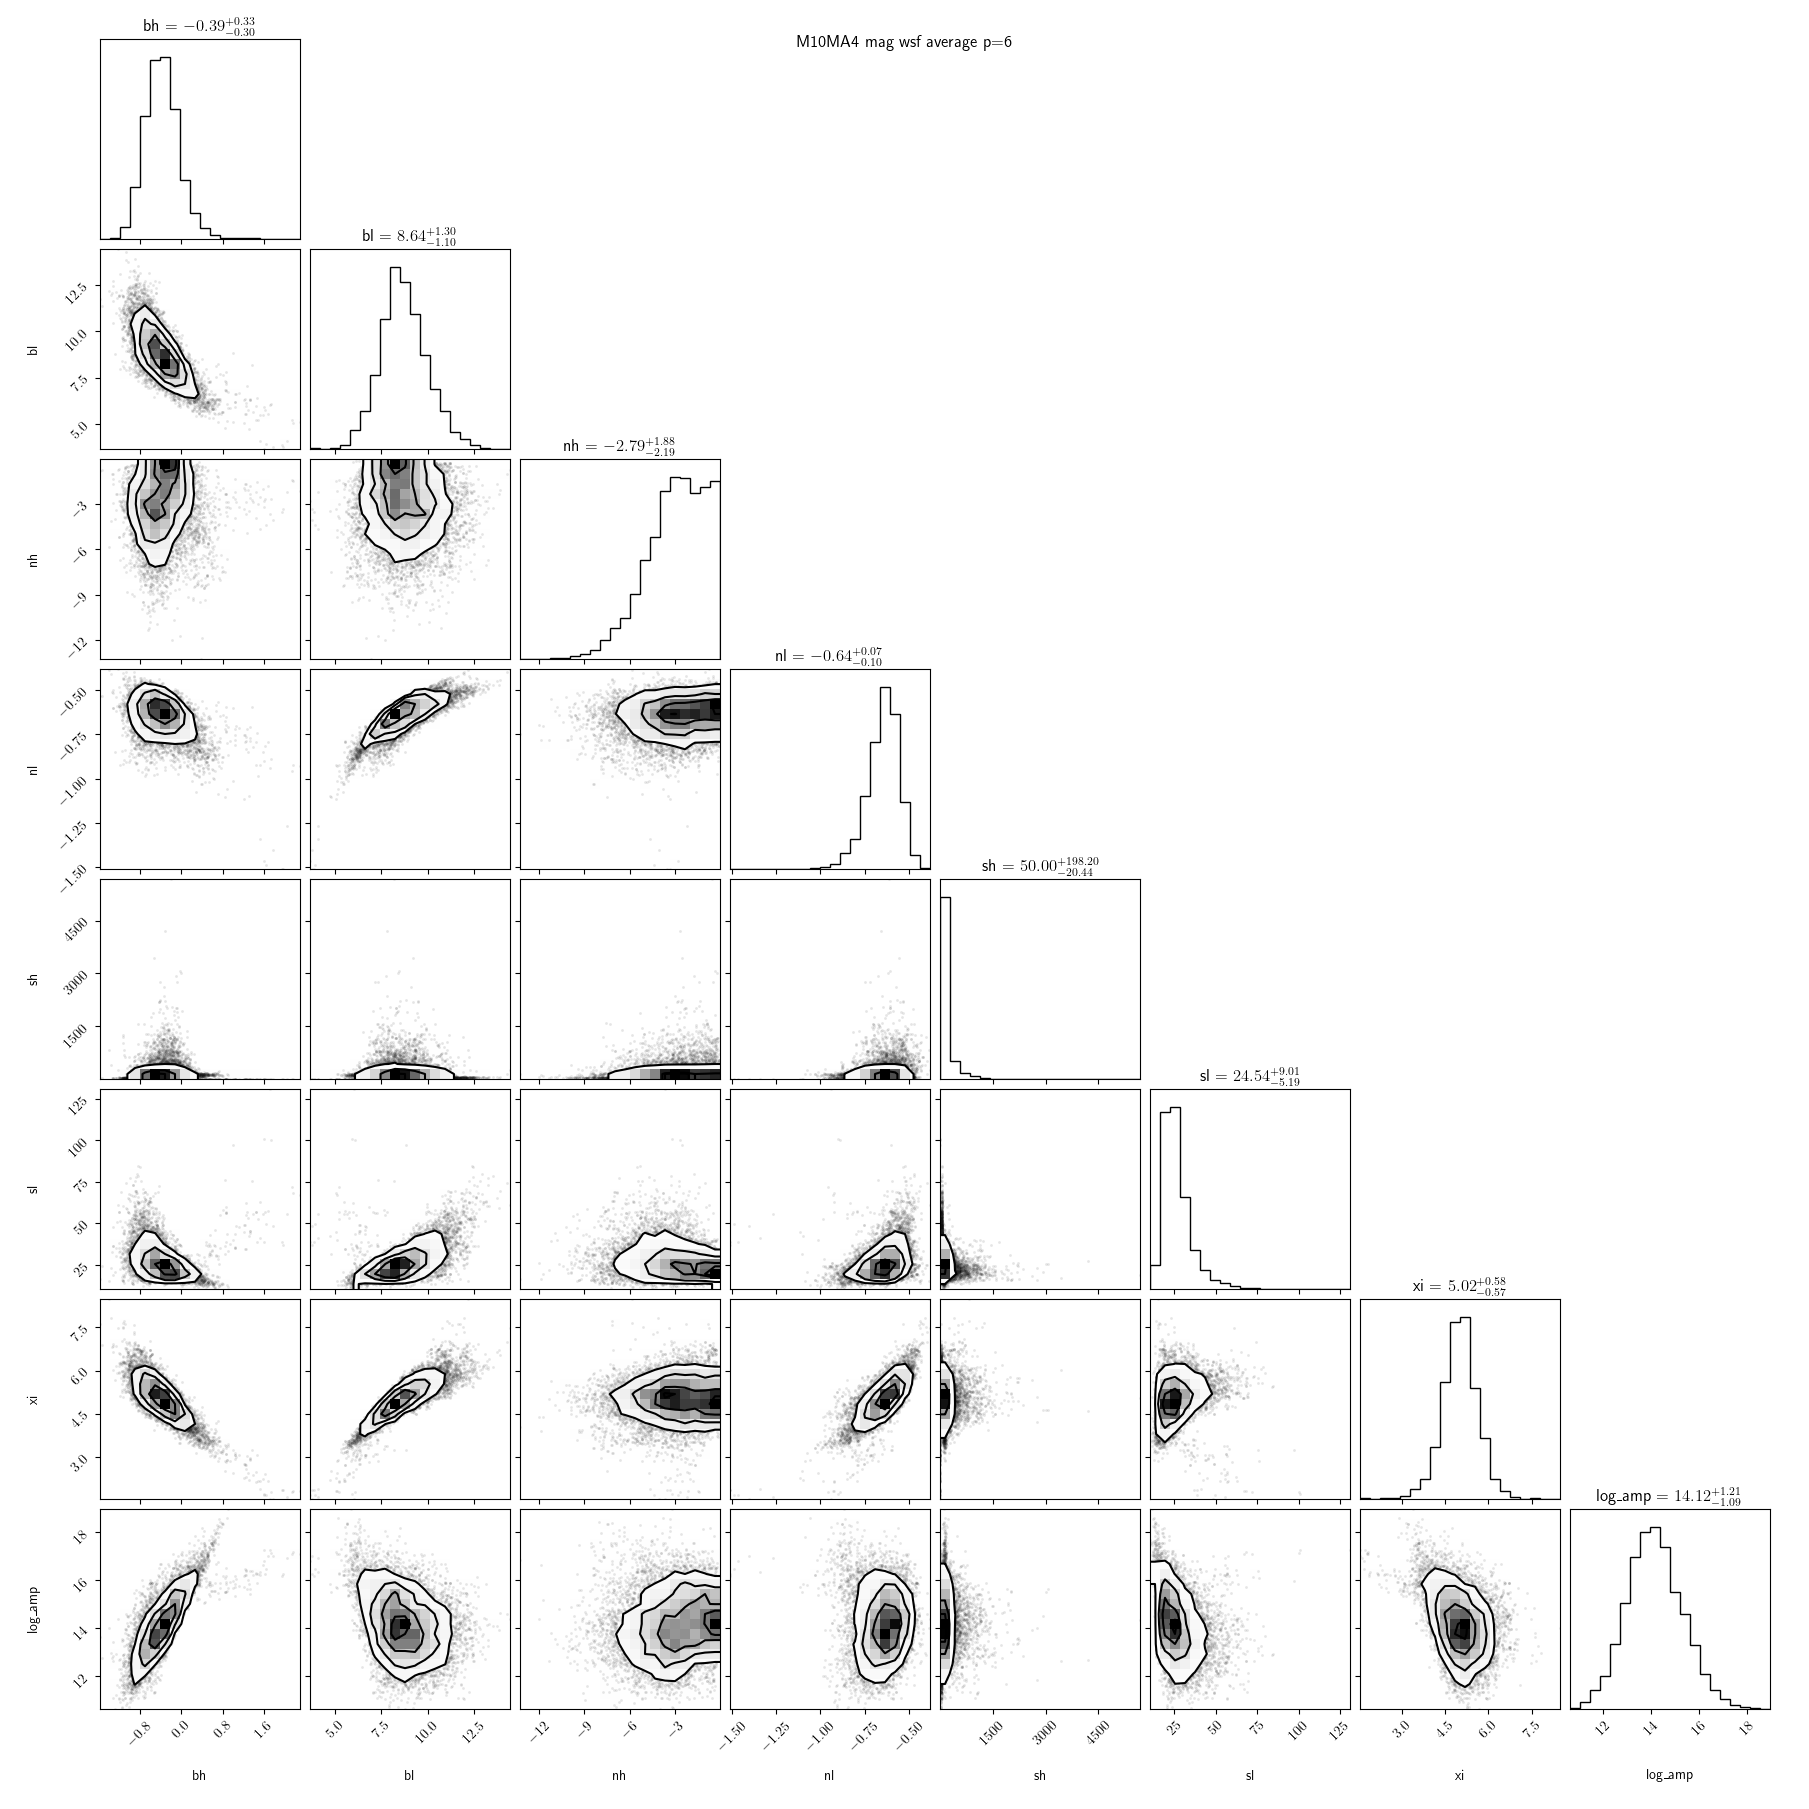 M10MA4 mag wsf average p=6
bh = −0.39+0.33 −0.30
bl = 8.64+1.30 −1.10
12.5
10.0
7.5
5.0
bl
nh = −2.79+1.88 −2.19
−3
−6
−9
−12
nh
nl = −0.64+0.07 −0.10
−0.50
−0.75
−1.00
−1.25
−1.50
nl
sh = 50.00+198.20 −20.44
4500
3000
1500
sh
sl = 24.54+9.01 −5.19
125
100
75
50
25
sl
xi = 5.02+0.58 −0.57
7.5
6.0
4.5
3.0
xi
log_amp = 14.12+1.21 −1.09
18
16
14
12
log_amp
−0.8 0.0 0.8 1.6 5.0 7.5 10.0 12.5 −12 −9 −6 −3 −1.50 −1.25 −1.00 −0.75 −0.50 1500 3000 4500 25 50 75 100 125 3.0 4.5 6.0 7.5 12 14 16 18
bh bl nh nl sh sl xi log_amp